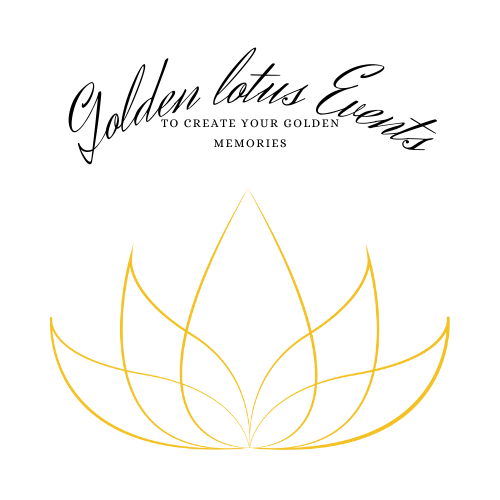 Golden lotus Events
TO CREATE YOUR GOLDEN
MEMORIES